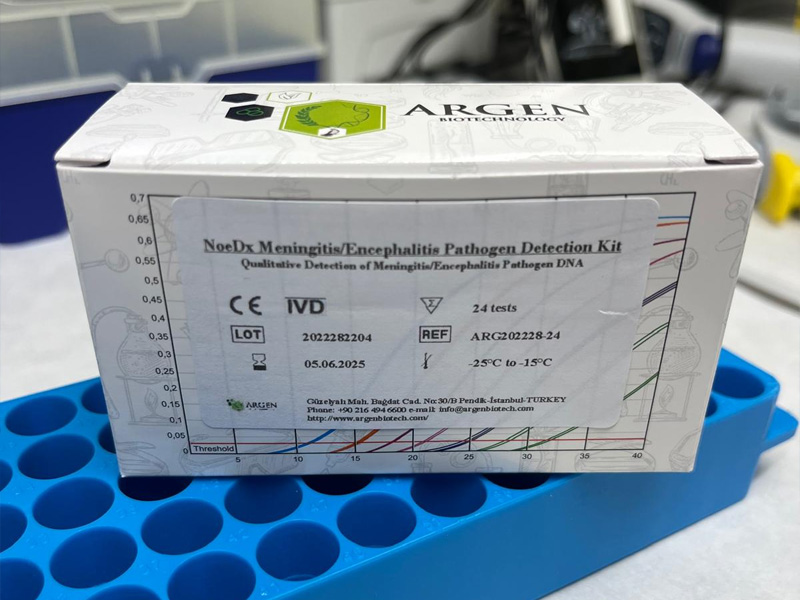 ARGEN
BIOTECHNOLOGY
NoeDx Meningitis/Encephalitis Pathogen Detection Kit
Qualitative Detection of Meningitis/Encephalitis Pathogen DNA
CE IVD Σ 24 tests
LOT 2022282204 REF ARG202228-24
05.06.2025 -25°C to -15°C
ARGEN
Güzelyalı Mah. Bağdat Cad. No:30/B Pendik-İstanbul-TURKEY
Phone: +90 216 494 6600 e-mail: info@argenbiotech.com
http://www.argenbiotech.com/
0,7
0,65
0,6
0,55
0,5
0,45
0,4
0,35
0,3
0,25
0,2
0,15
0,1
0,05
0
Threshold
5 10 15 20 25 30 35 40